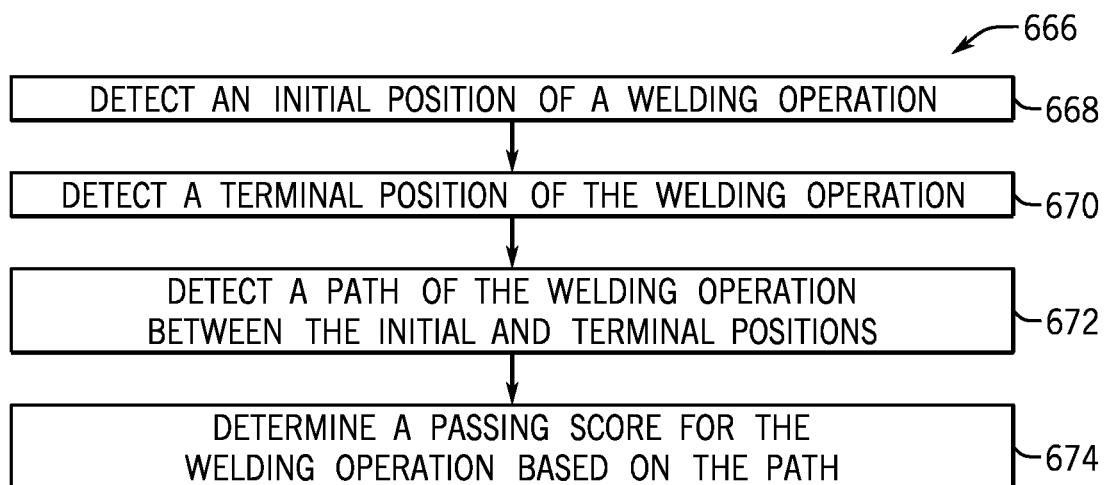 666
DETECT AN INITIAL POSITION OF A WELDING OPERATION
668
DETECT A TERMINAL POSITION OF THE WELDING OPERATION
670
DETECT A PATH OF THE WELDING OPERATION
BETWEEN THE INITIAL AND TERMINAL POSITIONS
672
DETERMINE A PASSING SCORE FOR THE
WELDING OPERATION BASED ON THE PATH
674